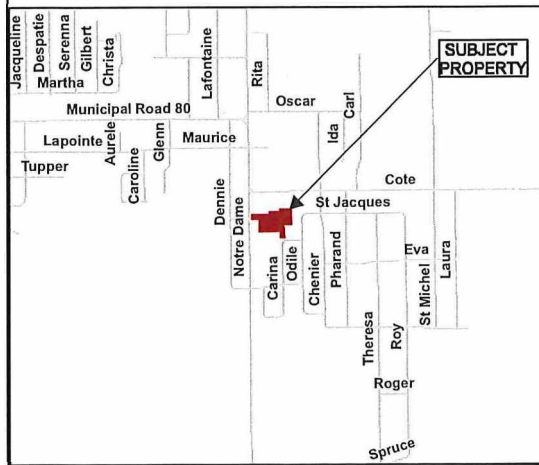 Jacqueline
Despatie
Serenna
Gilbert
Christa
Martha
Lafontaine
Rita
Oscar
Carl
Ida
SUBJECT
PROPERTY
Municipal Road 80
Lapointe
Aurele
Glenn
Maurice
Tupper
Caroline
Dennie
Notre Dame
Cote
St Jacques
Carina
Odile
Chenier
Pharand
Eva
St Michel
Laura
Theresa
Roy
Roger
Spruce